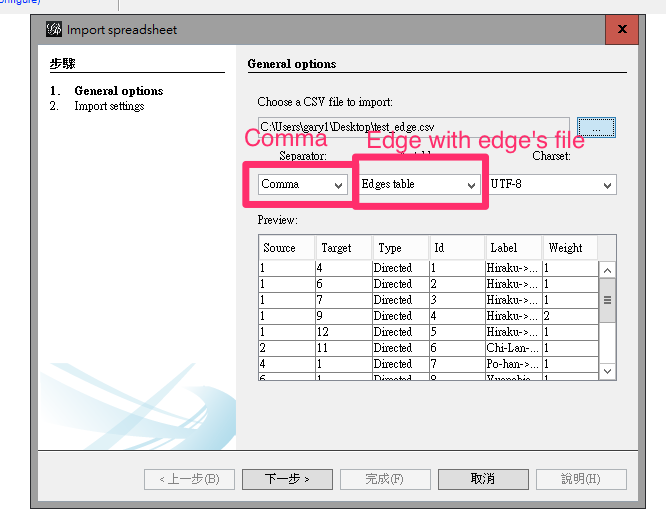 onfigure)
Import spreadsheet
x
步驟
1. General options
2. Import settings
General options
Choose a CSV file to import:
C:\Users\gary1\Desktop\test_edge.csv
...
Comma
Edge with edge's file
Separator:
Charset:
Comma
Edges table
UTF-8
Preview:
Source Target Type Id Label Weight
1 4 Directed 1 Hiraku->... 1
1 6 Directed 2 Hiraku->... 1
1 7 Directed 3 Hiraku->... 1
1 9 Directed 4 Hiraku->... 2
1 12 Directed 5 Hiraku->... 1
2 11 Directed 6 Chi-Lan-... 1
4 1 Directed 7 Po-han->... 1
6 1 Directed 8 1
<上一步(B)
下一步 >
完成(F)
取消
說明(H)